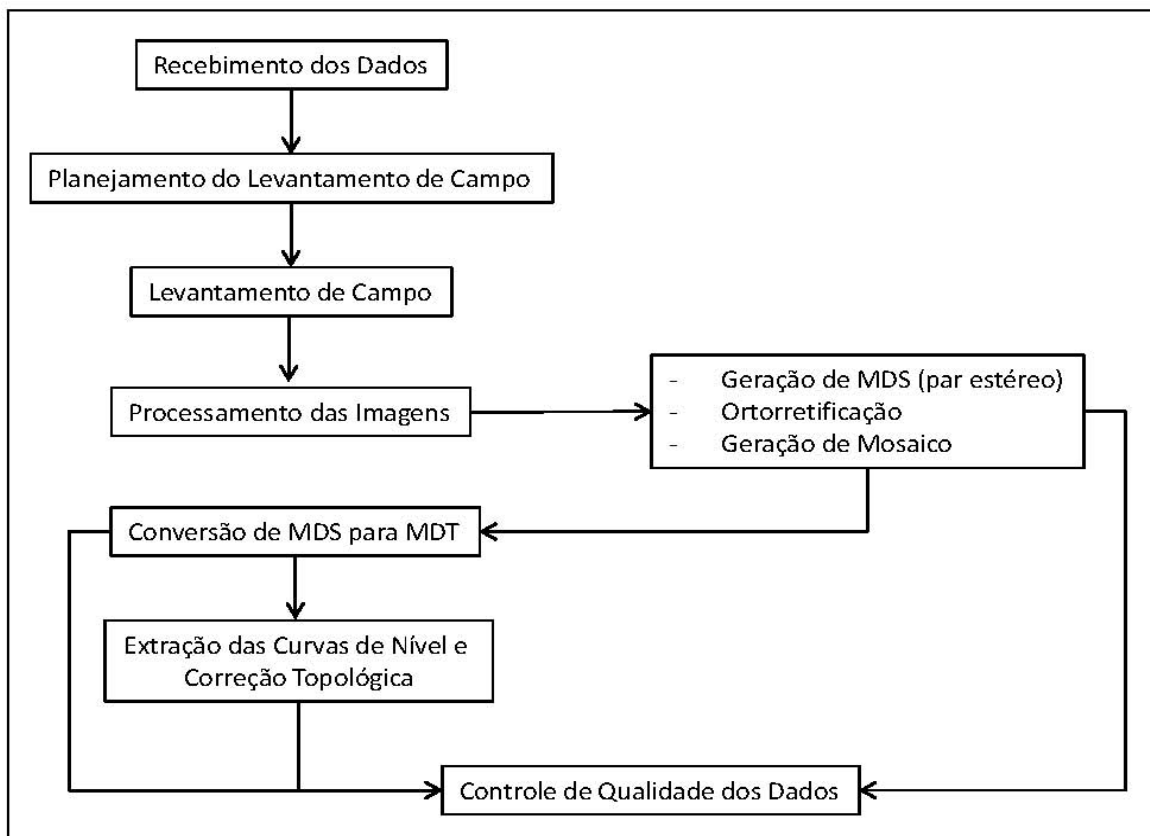 Recebimento dos Dados
Planejamento do Levantamento de Campo
Levantamento de Campo
Processamento das Imagens
- Geração de MDS (par estéreo)
- Ortorretificação
- Geração de Mosaico
Conversão de MDS para MDT
Extração das Curvas de Nível e
Correção Topológica
Controle de Qualidade dos Dados